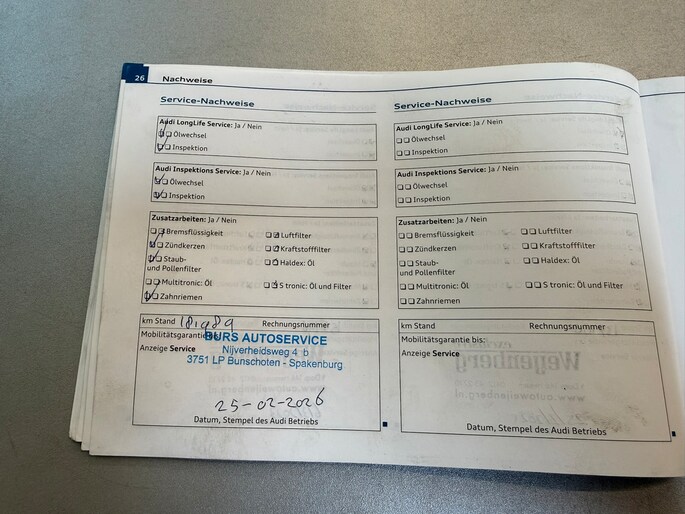 26 Nachweise
Service-Nachweise
Audi LongLife Service: Ja / Nein
Ölwechsel
Inspektion
Audi Inspektions Service: Ja / Nein
Ölwechsel
Inspektion
Zusatzarbeiten: Ja / Nein
Bremsflüssigkeit
Luftfilter
Zündkerzen
Kraftstofffilter
Staub-
und Pollenfilter
Haldex: Öl
Multitronic: Öl
S tronic: Öl und Filter
Zahnriemen
km Stand 181989 Rechnungsnummer
Mobilitätsgarantie
BURS AUTOSERVICE
Anzeige Service
Nijverheidsweg 4 b
3751 LP Bunschoten - Spakenburg
25-02-2026
Datum, Stempel des Audi Betriebs
Service-Nachweise
Audi LongLife Service: Ja / Nein
Ölwechsel
Inspektion
Audi Inspektions Service: Ja / Nein
Ölwechsel
Inspektion
Zusatzarbeiten: Ja / Nein
Bremsflüssigkeit
Luftfilter
Zündkerzen
Kraftstofffilter
Staub-
und Pollenfilter
Haldex: Öl
Multitronic: Öl
S tronic: Öl und Filter
Zahnriemen
km Stand Rechnungsnummer
Mobilitätsgarantie bis:
Anzeige Service
Datum, Stempel des Audi Betriebs